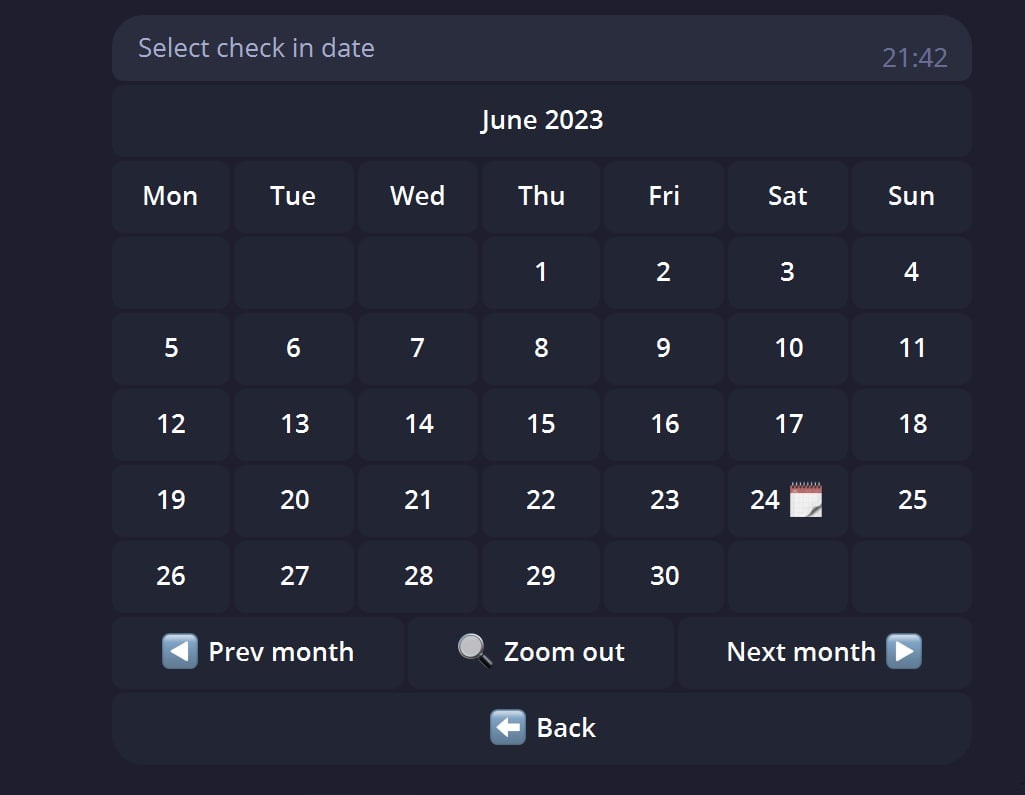 Select check in date
21:42
June 2023
Mon Tue Wed Thu Fri Sat Sun
1 2 3 4
5 6 7 8 9 10 11
12 13 14 15 16 17 18
19 20 21 22 23 24 25
26 27 28 29 30
Prev month Zoom out Next month
Back